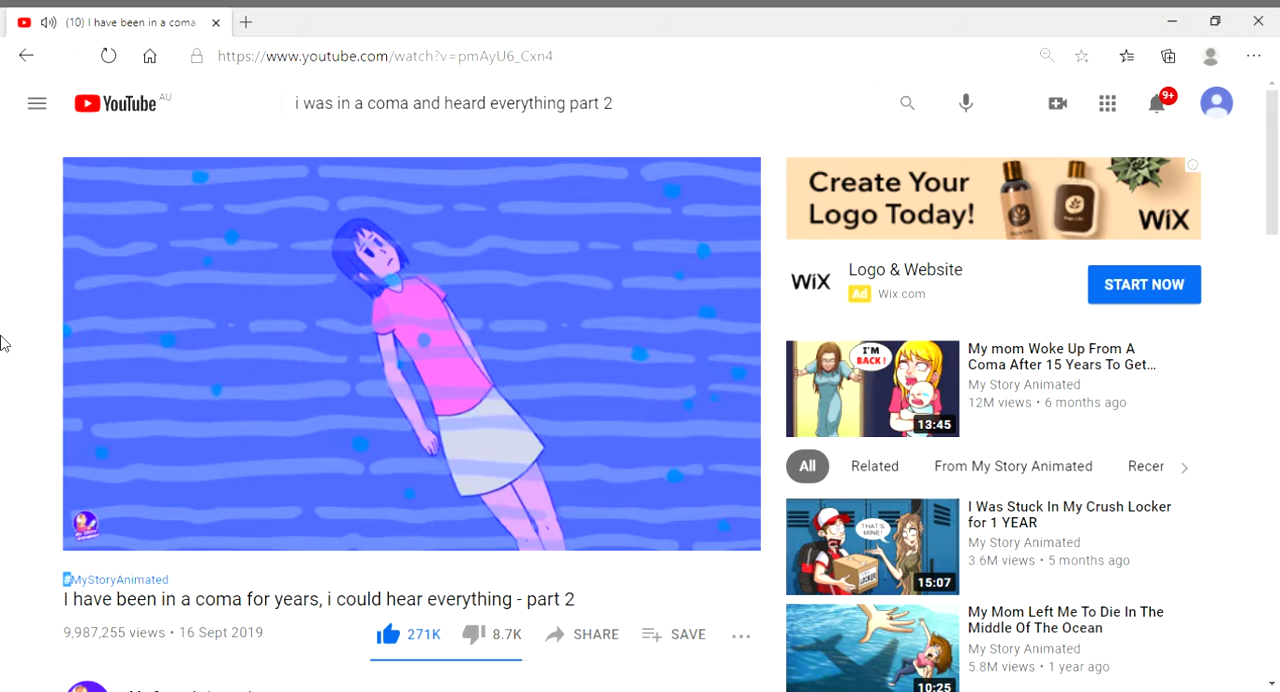 (10) I have been in a coma
https://www.youtube.com/watch?v=pmAyU6_Cxn4
YouTube AU
i was in a coma and heard everything part 2
9+
Create Your
Logo Today!
WiX
WiX
Logo & Website
Ad Wix.com
START NOW
I'M
BACK!
13:45
My mom Woke Up From A
Coma After 15 Years To Get...
My Story Animated
12M views • 6 months ago
All Related From My Story Animated Recer
THAT'S
MINE!
LOCKER
15:07
I Was Stuck In My Crush Locker
for 1 YEAR
My Story Animated
3.6M views • 5 months ago
10:25
My Mom Left Me To Die In The
Middle Of The Ocean
My Story Animated
5.8M views • 1 year ago
MY STORY
ANIMATED
#MyStoryAnimated
I have been in a coma for years, i could hear everything - part 2
9,987,255 views • 16 Sept 2019
271K 8.7K SHARE SAVE